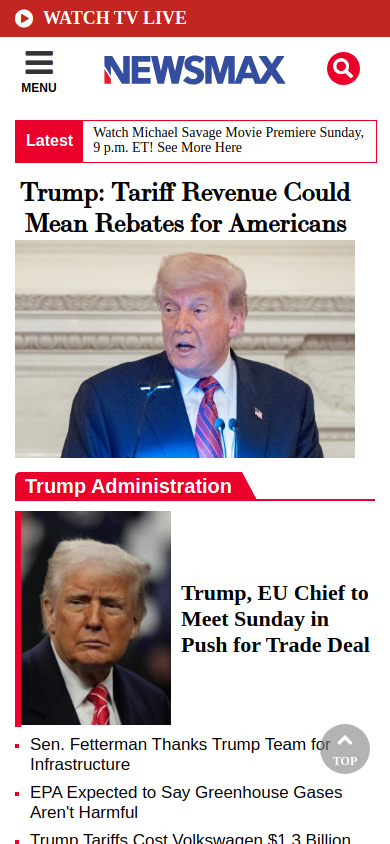 WATCH TV LIVE
MENU
NEWSMAX
Latest
Watch Michael Savage Movie Premiere Sunday,
9 p.m. ET! See More Here
Trump: Tariff Revenue Could
Mean Rebates for Americans
Trump Administration
Trump, EU Chief to
Meet Sunday in
Push for Trade Deal
Sen. Fetterman Thanks Trump Team for
Infrastructure
TOP
EPA Expected to Say Greenhouse Gases
Aren't Harmful
Trump Tariffs Cost Volkswagen $1.3 Billion